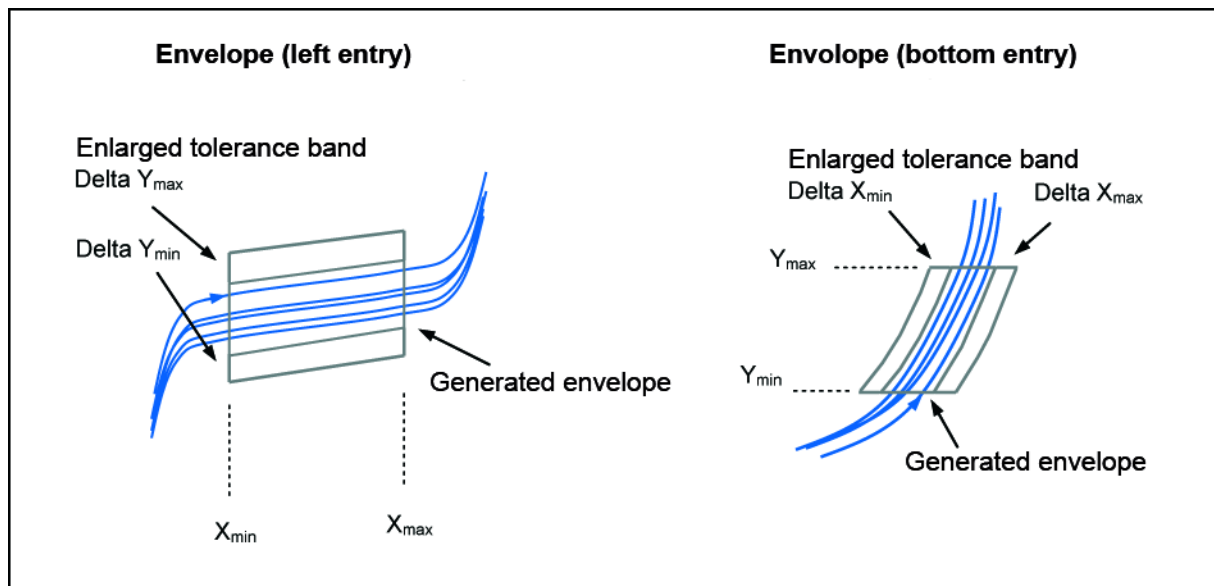 Envelope (left entry)
Enlarged tolerance band
Delta Ymax
Delta Ymin
Generated envelope
Xmin
Xmax
Envolope (bottom entry)
Enlarged tolerance band
Delta Xmin
Delta Xmax
Ymax
Ymin
Generated envelope